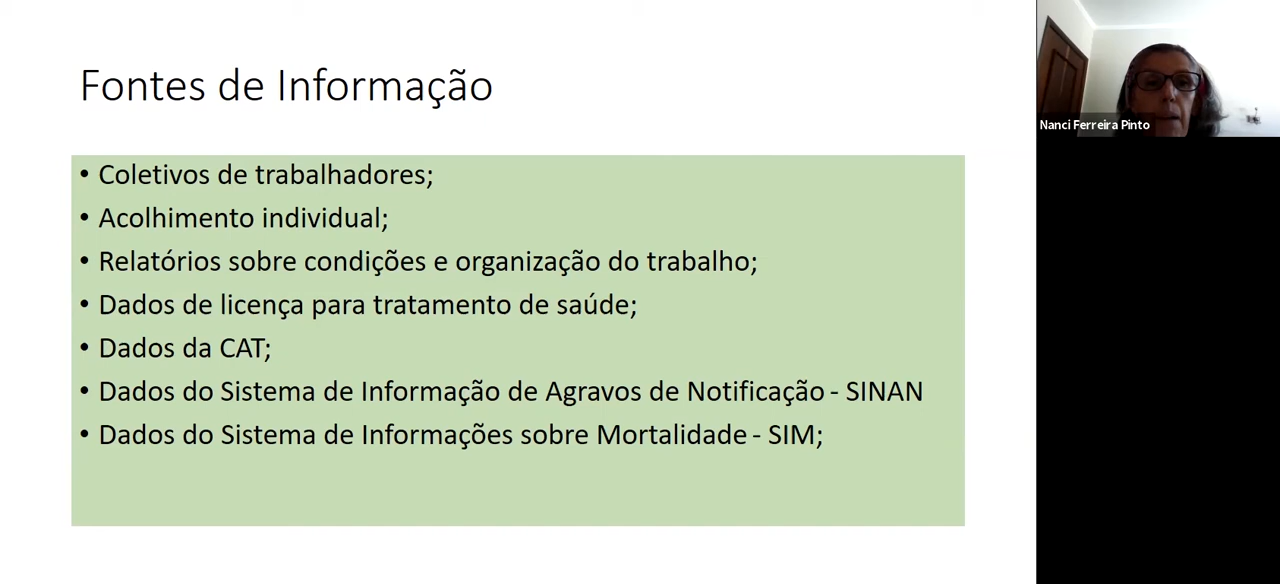 Fontes de Informação
• Coletivos de trabalhadores;
• Acolhimento individual;
• Relatórios sobre condições e organização do trabalho;
• Dados de licença para tratamento de saúde;
• Dados da CAT;
• Dados do Sistema de Informação de Agravos de Notificação - SINAN
• Dados do Sistema de Informações sobre Mortalidade - SIM;
Nanci Ferreira Pinto